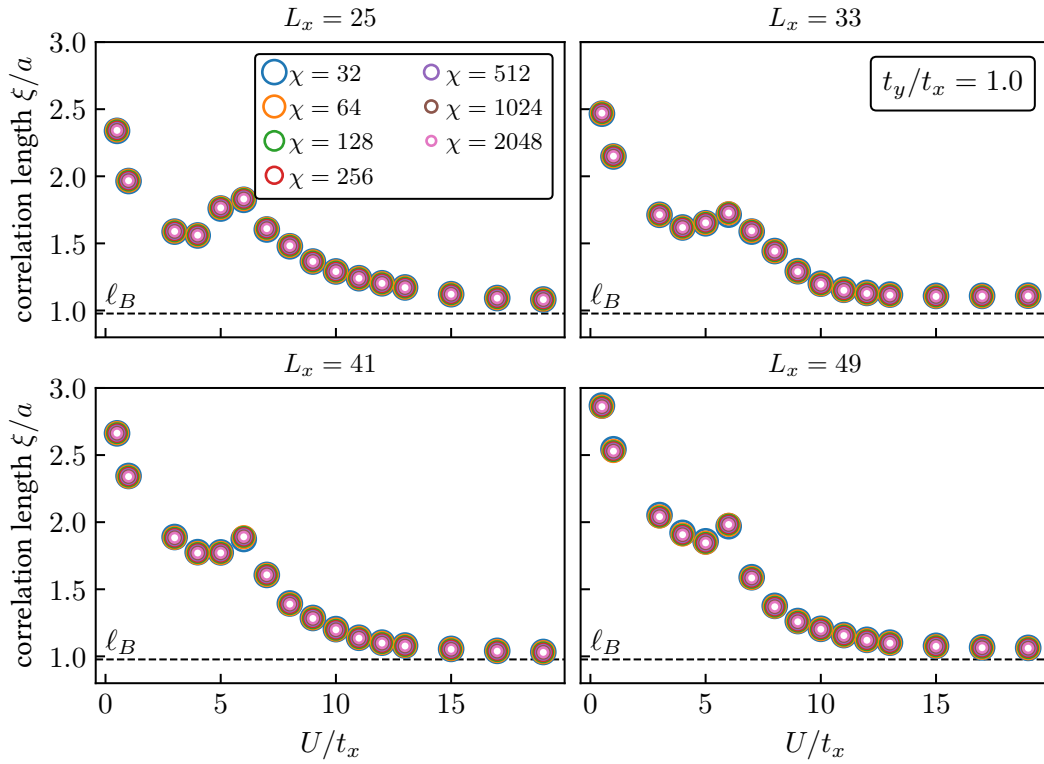 L_x = 25
L_x = 33
correlation length ξ/a
3.0
2.5
2.0
1.5
1.0
χ = 32
χ = 64
χ = 128
χ = 256
χ = 512
χ = 1024
χ = 2048
t_y/t_x = 1.0
ℓ_B
ℓ_B
L_x = 41
L_x = 49
correlation length ξ/a
3.0
2.5
2.0
1.5
1.0
ℓ_B
ℓ_B
0 5 10 15
0 5 10 15
U/t_x
U/t_x